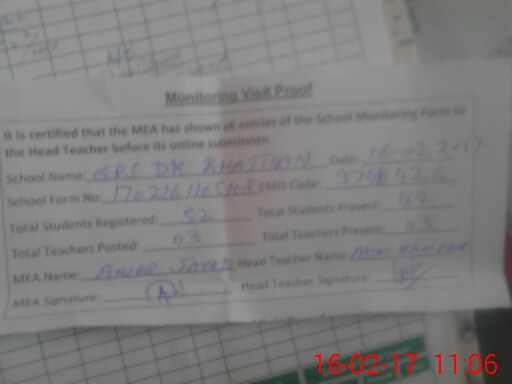 Monitoring Visit Proof
It is certified that the MEA has shown all entries of the School Monitoring Form to
the Head Teacher before its online submission.
School Name: GPS DK BHATTIAN Date: 16-02-2017
School Form No: EMIS Code:
Total Students Registered: 52 Total Students Present: 49
Total Teachers Posted: 03 Total Teachers Present: 03
MEA Name: Head Teacher Name:
MEA Signature: Head Teacher Signature:
16-02-17 11:06